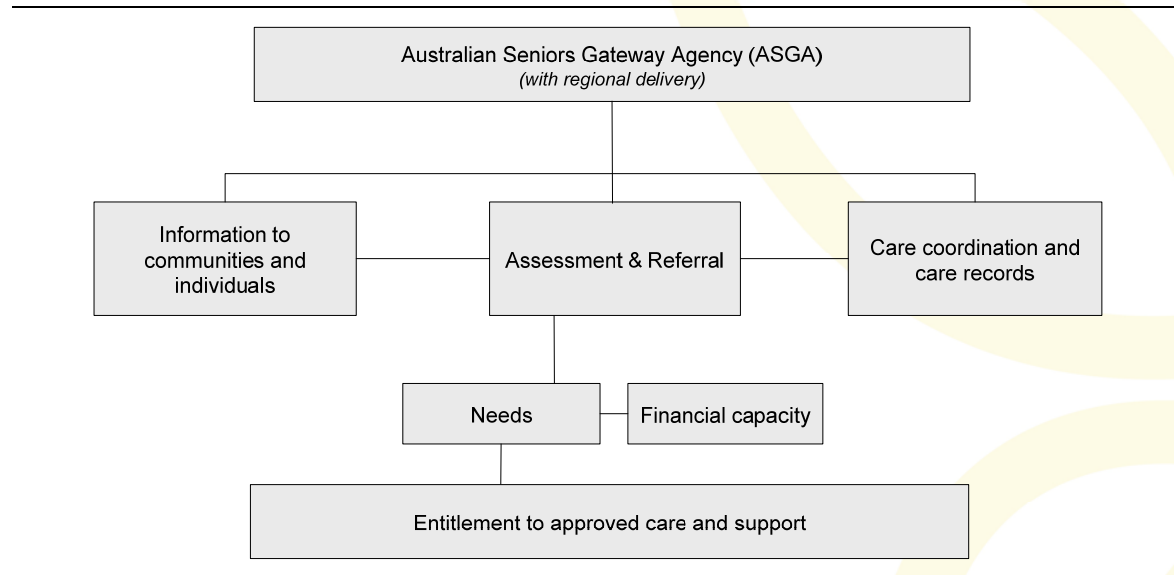 Australian Seniors Gateway Agency (ASGA)
(with regional delivery)
Information to
communities and
individuals
Assessment & Referral
Care coordination and
care records
Needs
Financial capacity
Entitlement to approved care and support